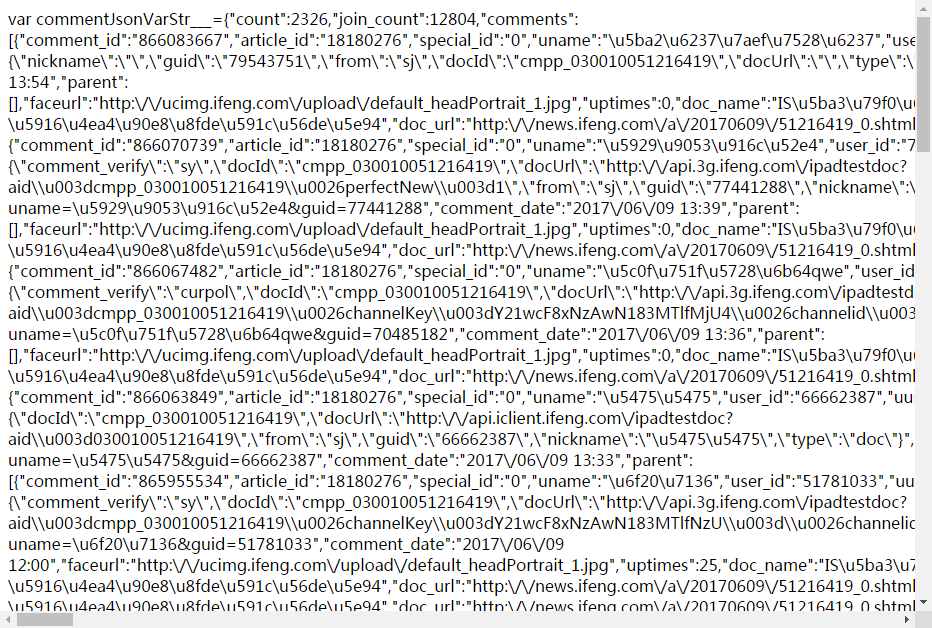 var commentJsonVarStr___={"count":2326,"join_count":12804,"comments":
[{"comment_id":"866083667","article_id":"18180276","special_id":"0","uname":"\u5ba2\u6237\u7aef\u7528\u6237","use
{\"nickname\":\"\",\"guid\":\"79543751\",\"from\":\"sj\",\"docId\":\"cmpp_030010051216419\",\"docUrl\":\"\",\"type\":\"
13:54","parent":
[],"faceurl":"http:\/\/ucimg.ifeng.com\/upload\/default_headPortrait_1.jpg","uptimes":0,"doc_name":"IS\u5ba3\u79f0\u
\u5916\u4ea4\u90e8\u8fde\u591c\u56de\u5e94","doc_url":"http:\/\/news.ifeng.com\/a\/20170609\/51216419_0.shtml
{"comment_id":"866070739","article_id":"18180276","special_id":"0","uname":"\u5929\u9053\u916c\u52e4","user_id":"7
{\"comment_verify\":\"sy\",\"docId\":\"cmpp_030010051216419\",\"docUrl\":\"http:\/\/api.3g.ifeng.com\/ipadtestdoc?
aid\\u003dcmpp_030010051216419\\u0026perfectNew\\u003d1\",\"from\":\"sj\",\"guid\":\"77441288\",\"nickname\":\
uname=\u5929\u9053\u916c\u52e4&guid=77441288","comment_date":"2017\/06\/09 13:39","parent":
[],"faceurl":"http:\/\/ucimg.ifeng.com\/upload\/default_headPortrait_1.jpg","uptimes":0,"doc_name":"IS\u5ba3\u79f0\u
\u5916\u4ea4\u90e8\u8fde\u591c\u56de\u5e94","doc_url":"http:\/\/news.ifeng.com\/a\/20170609\/51216419_0.shtml
{"comment_id":"866067482","article_id":"18180276","special_id":"0","uname":"\u5c0f\u751f\u5728\u6b64qwe","user_id
{\"comment_verify\":\"curpol\",\"docId\":\"cmpp_030010051216419\",\"docUrl\":\"http:\/\/api.3g.ifeng.com\/ipadtestd
aid\\u003dcmpp_030010051216419\\u0026channelKey\\u003dY21wcF8xNzAwN183MTlfMjU4\\u0026channelid\\u003
uname=\u5c0f\u751f\u5728\u6b64qwe&guid=70485182","comment_date":"2017\/06\/09 13:36","parent":
[],"faceurl":"http:\/\/ucimg.ifeng.com\/upload\/default_headPortrait_1.jpg","uptimes":0,"doc_name":"IS\u5ba3\u79f0\u
\u5916\u4ea4\u90e8\u8fde\u591c\u56de\u5e94","doc_url":"http:\/\/news.ifeng.com\/a\/20170609\/51216419_0.shtml
{"comment_id":"866063849","article_id":"18180276","special_id":"0","uname":"\u5475\u5475","user_id":"66662387","uu
{\"docId\":\"cmpp_030010051216419\",\"docUrl\":\"http:\/\/api.iclient.ifeng.com\/ipadtestdoc?
aid\\u003d030010051216419\",\"from\":\"sj\",\"guid\":\"66662387\",\"nickname\":\"\u5475\u5475\",\"type\":\"doc\"}",
uname=\u5475\u5475&guid=66662387","comment_date":"2017\/06\/09 13:33","parent":
[{"comment_id":"865955534","article_id":"18180276","special_id":"0","uname":"\u6f20\u7136","user_id":"51781033","uu
{\"comment_verify\":\"sy\",\"docId\":\"cmpp_030010051216419\",\"docUrl\":\"http:\/\/api.3g.ifeng.com\/ipadtestdoc?
aid\\u003dcmpp_030010051216419\\u0026channelKey\\u003dY21wcF8xNzAwN183MTlfNzU\\u003d\\u0026channelid
uname=\u6f20\u7136&guid=51781033","comment_date":"2017\/06\/09
12:00","faceurl":"http:\/\/ucimg.ifeng.com\/upload\/default_headPortrait_1.jpg","uptimes":25,"doc_name":"IS\u5ba3\u7
\u5916\u4ea4\u90e8\u8fde\u591c\u56de\u5e94","doc_url":"http:\/\/news.ifeng.com\/a\/20170609\/51216419_0.shtml
\u5916\u4ea4\u90e8\u8fde\u591c\u56de\u5e94","doc_url":"http:\/\/news.ifeng.com\/a\/20170609\/51216419_0.shtml